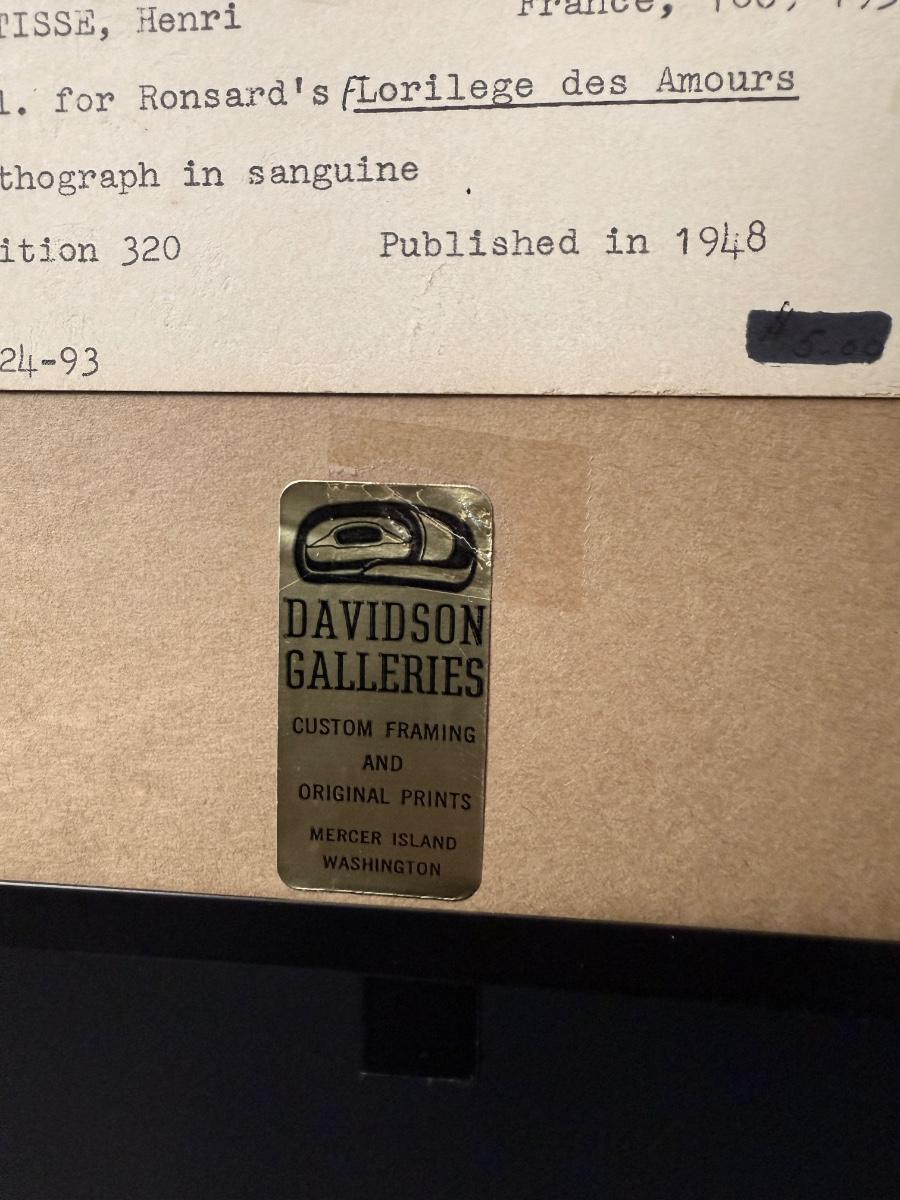 TISSE, Henri France,
l. for Ronsard's florilege des Amours
thograph in sanguine
ition 320 Published in 1948
24-93
DAVIDSON
GALLERIES
CUSTOM FRAMING
AND
ORIGINAL PRINTS
MERCER ISLAND
WASHINGTON